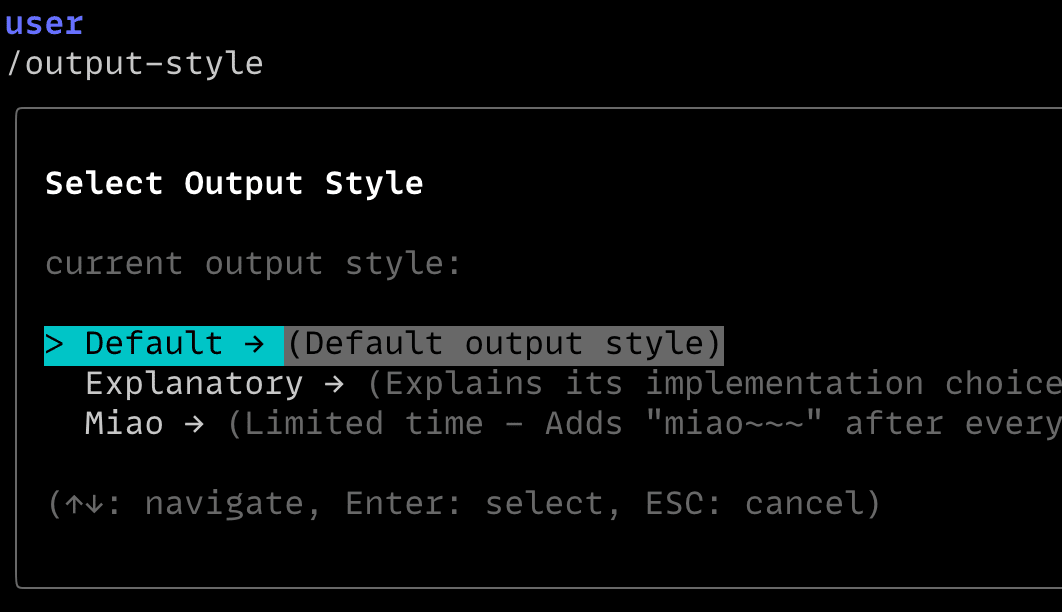 user
/output-style
Select Output Style
current output style:
> Default → (Default output style)
Explanatory → (Explains its implementation choice
Miao → (Limited time - Adds "miao~~~" after every
(↑↓: navigate, Enter: select, ESC: cancel)